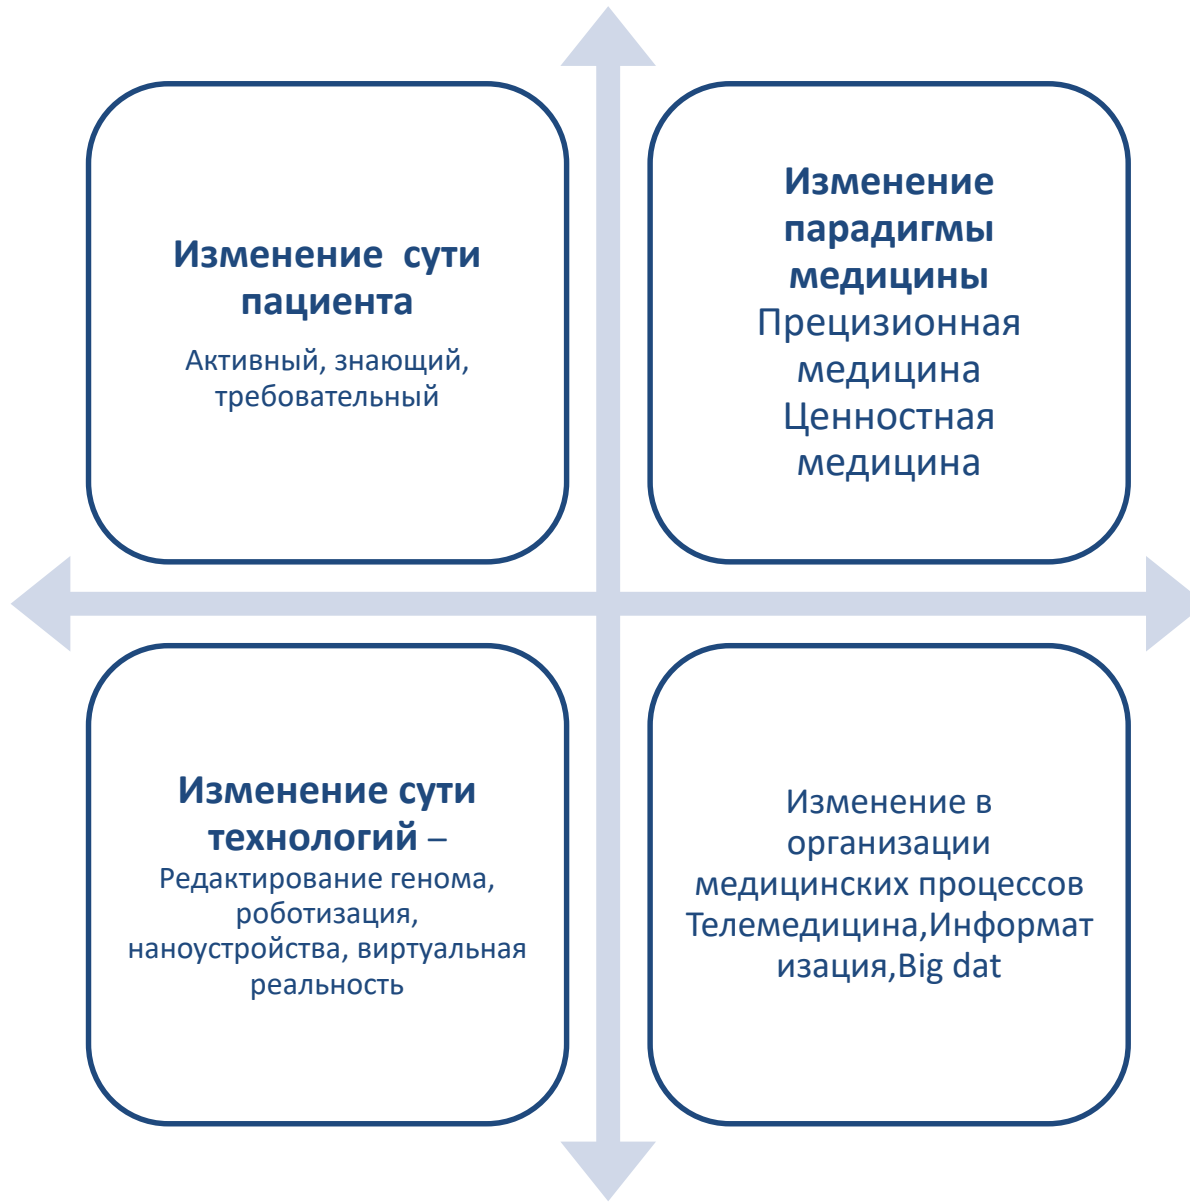 Изменение сути
пациента
Активный, знающий,
требовательный
Изменение
парадигмы
медицины
Прецизионная
медицина
Ценностная
медицина
Изменение сути
технологий –
Редактирование генома,
роботизация,
наноустройства, виртуальная
реальность
Изменение в
организации
медицинских процессов
Телемедицина,Информат
изация,Big dat